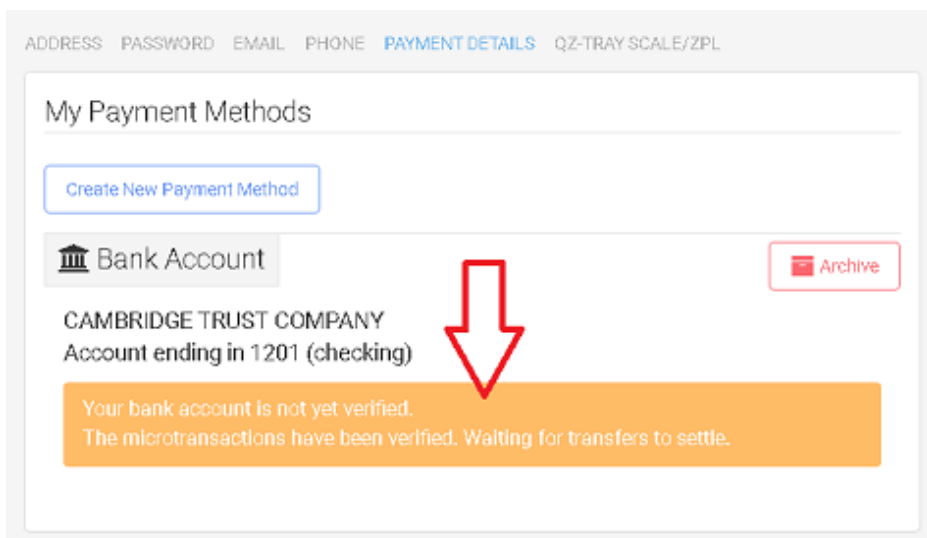 ADDRESS PASSWORD EMAIL PHONE PAYMENT DETAILS QZ-TRAY SCALE/ZPL
My Payment Methods
Create New Payment Method
Bank Account
Archive
CAMBRIDGE TRUST COMPANY
Account ending in 1201 (checking)
Your bank account is not yet verified.
The microtransactions have been verified. Waiting for transfers to settle.